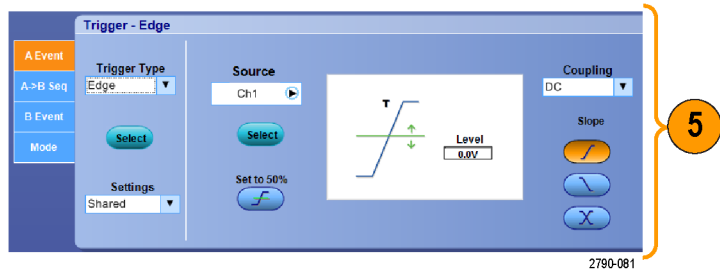 Trigger - Edge
A Event
A->B Seq
B Event
Mode
Trigger Type
Edge
Select
Settings
Shared
Source
Ch1
Select
Set to 50%
T
Level
0.0V
Coupling
DC
Slope
5
2790-081